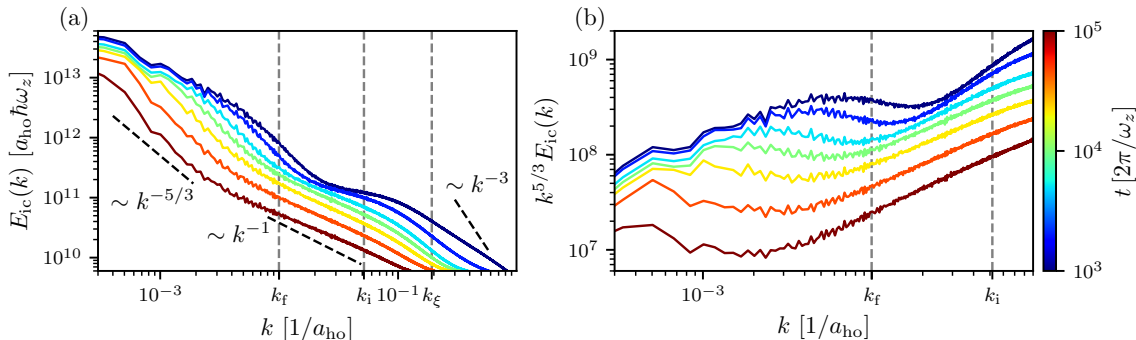 (a)
10^13
10^12
10^11
10^10
E_ic(k) [a_ho ħω_z]
∼ k^−5/3
∼ k^−1
∼ k^−3
10^−3
k_f
k_i
10^−1
k_ξ
k [1/a_ho]
(b)
10^9
10^8
10^7
k^5/3 E_ic(k)
10^−3
k_f
k_i
k [1/a_ho]
10^5
10^4
10^3
t [2π/ω_z]